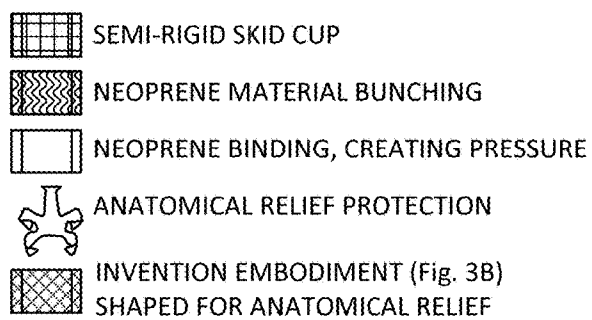 SEMI-RIGID SKID CUP
NEOPRENE MATERIAL BUNCHING
NEOPRENE BINDING, CREATING PRESSURE
ANATOMICAL RELIEF PROTECTION
INVENTION EMBODIMENT (Fig. 3B)
SHAPED FOR ANATOMICAL RELIEF